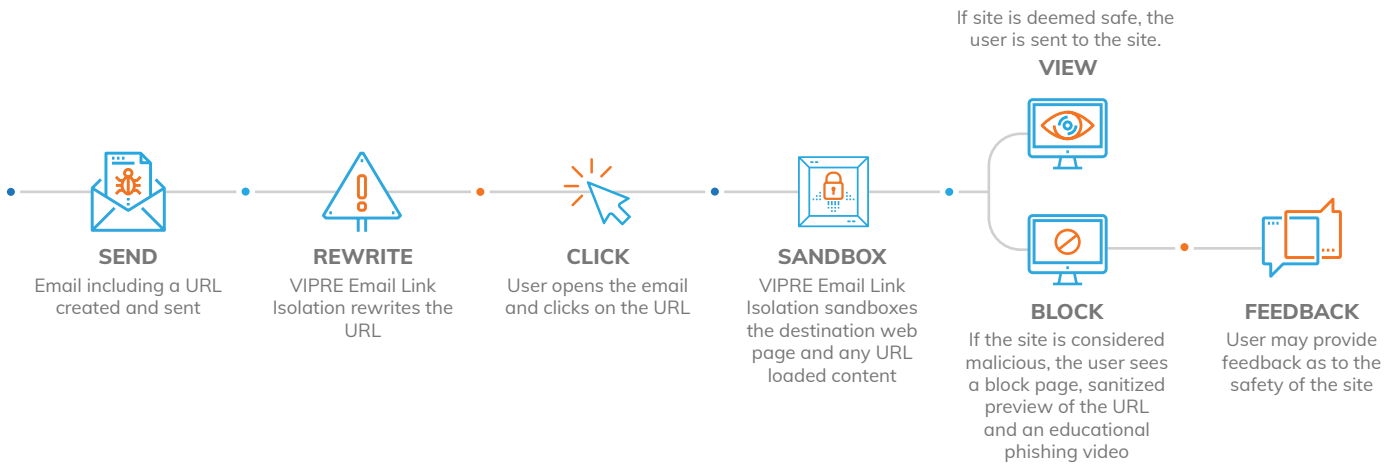 SEND
Email including a URL
created and sent
REWRITE
VIPRE Email Link
Isolation rewrites the
URL
CLICK
User opens the email
and clicks on the URL
SANDBOX
VIPRE Email Link
Isolation sandboxes
the destination web
page and any URL
loaded content
If site is deemed safe, the
user is sent to the site.
VIEW
BLOCK
If the site is considered
malicious, the user sees
a block page, sanitized
preview of the URL
and an educational
phishing video
FEEDBACK
User may provide
feedback as to the
safety of the site